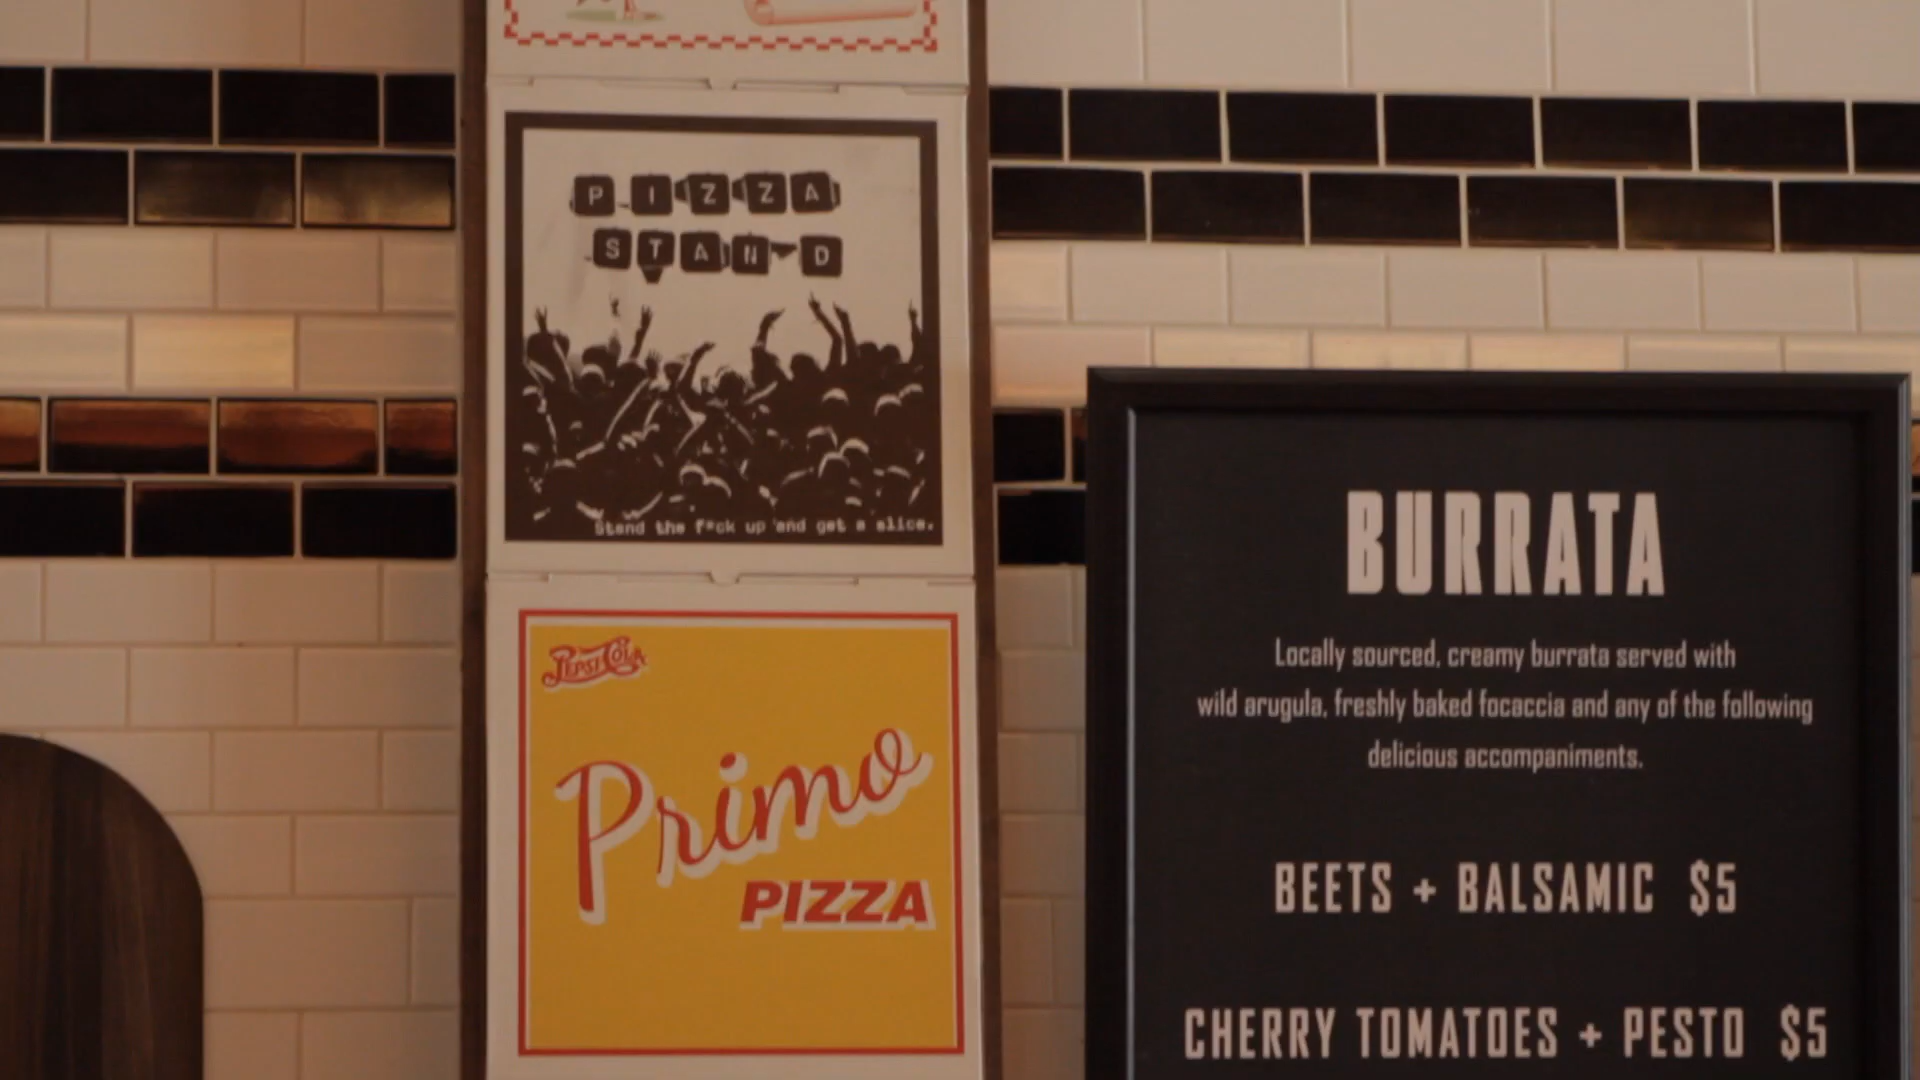 PIZZA
STAND
Stand the f*ck up and get a slice.
PEPSI COLA
Primo
PIZZA
BURRATA
Locally sourced, creamy burrata served with
wild arugula, freshly baked focaccia and any of the following
delicious accompaniments.
BEETS + BALSAMIC $5
CHERRY TOMATOES + PESTO $5